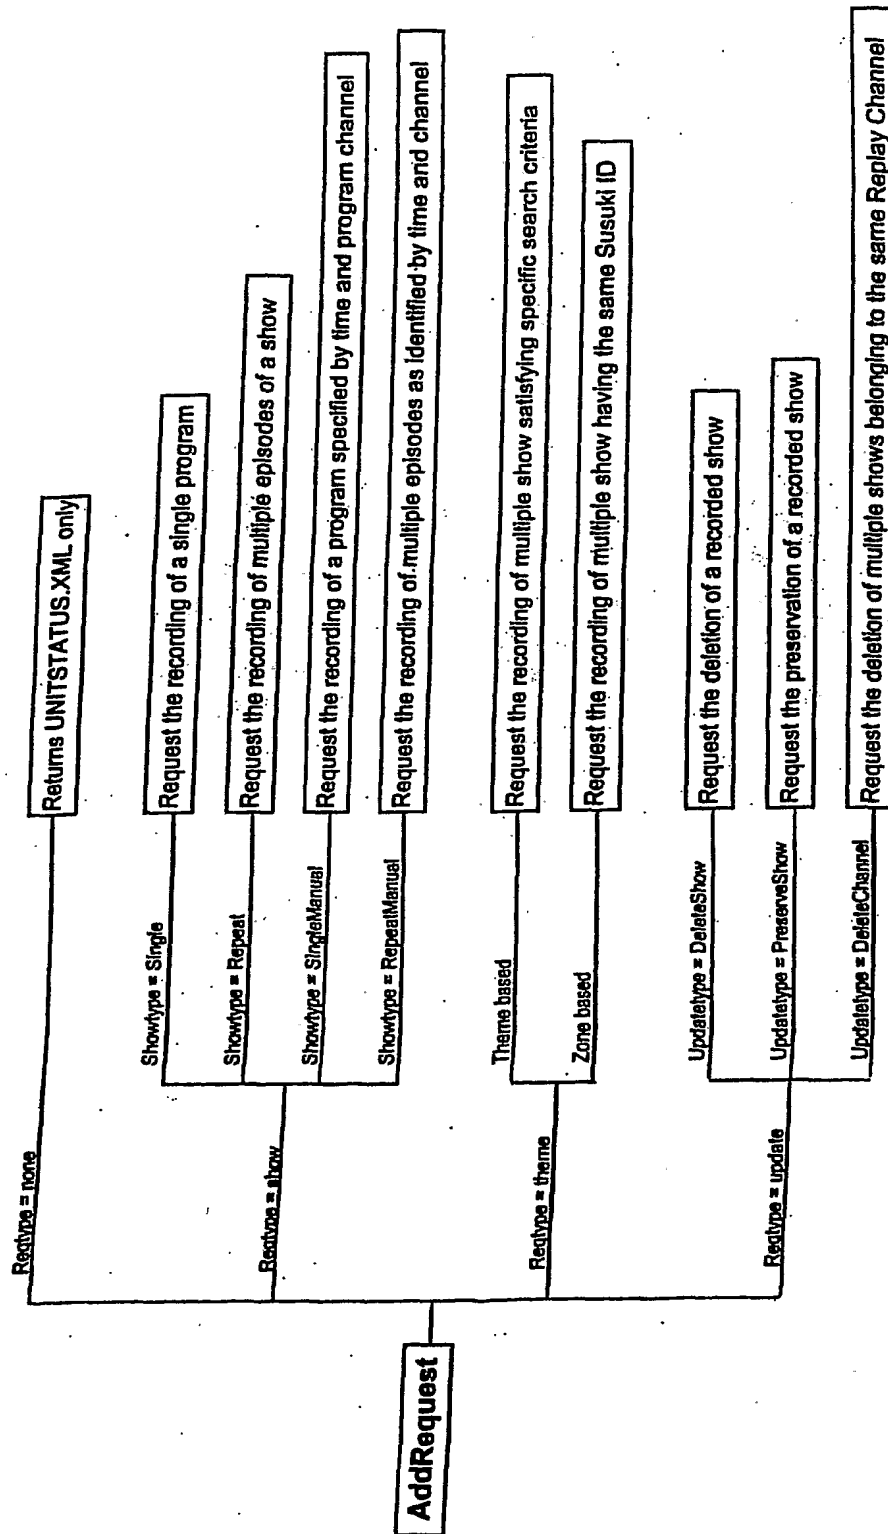 AddRequest
Reqtype = none
Returns UNITSTATUS.XML only
Reqtype = show
Showtype = Single
Request the recording of a single program
Showtype = Repeat
Request the recording of multiple episodes of a show
Showtype = SingleManual
Request the recording of a program specified by time and program channel
Showtype = RepeatManual
Request the recording of multiple episodes as identified by time and channel
Reqtype = theme
Theme based
Request the recording of multiple show satisfying specific search criteria
Zone based
Request the recording of multiple show having the same Susuki ID
Reqtype = update
Updatetype = DeleteShow
Request the deletion of a recorded show
Updatetype = PreserveShow
Request the preservation of a recorded show
Updatetype = DeleteChannel
Request the deletion of multiple shows belonging to the same Replay Channel